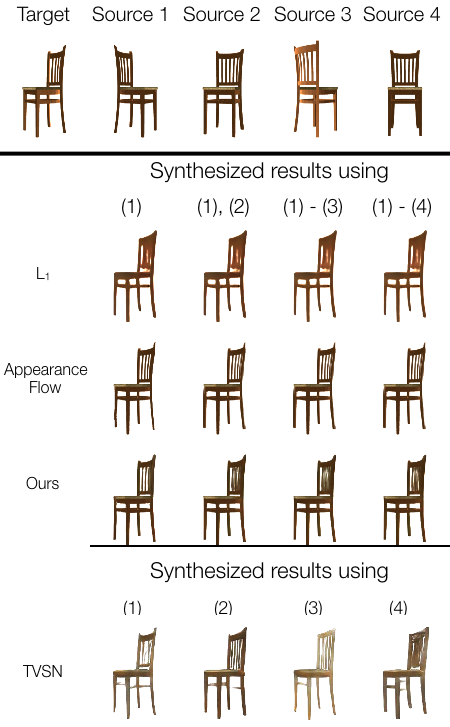 Target Source 1 Source 2 Source 3 Source 4
Synthesized results using
(1) (1), (2) (1) - (3) (1) - (4)
L₁
Appearance
Flow
Ours
Synthesized results using
(1) (2) (3) (4)
TVSN